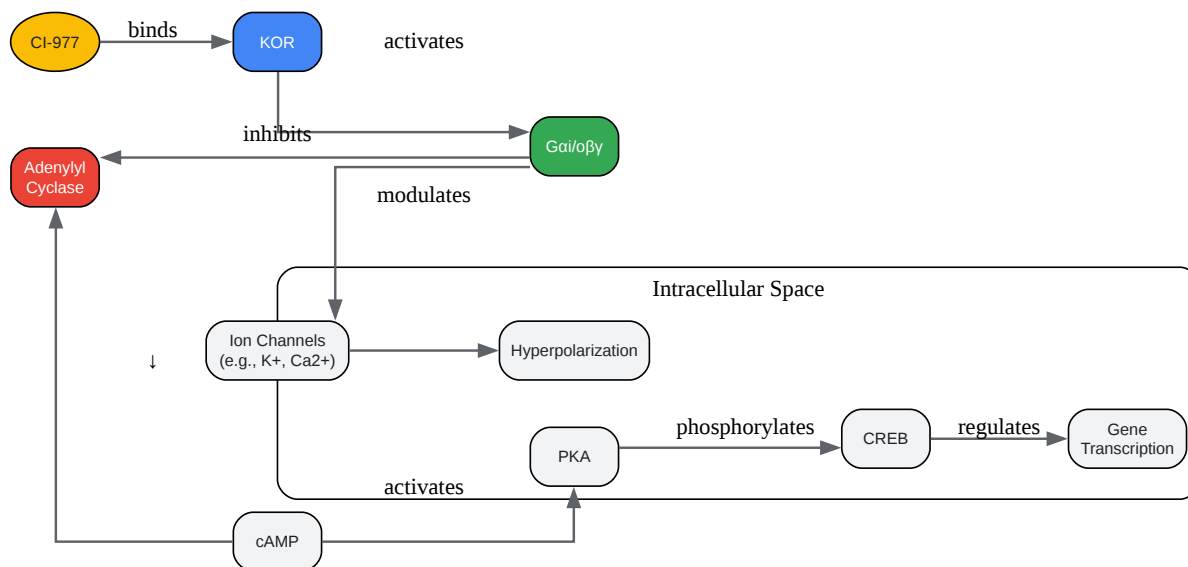 CI-977
binds
KOR
activates
inhibits
Gαi/oβγ
Adenylyl
Cyclase
modulates
Intracellular Space
Ion Channels
(e.g., K+, Ca2+)
Hyperpolarization
↓
phosphorylates
CREB
regulates
Gene
Transcription
PKA
activates
cAMP